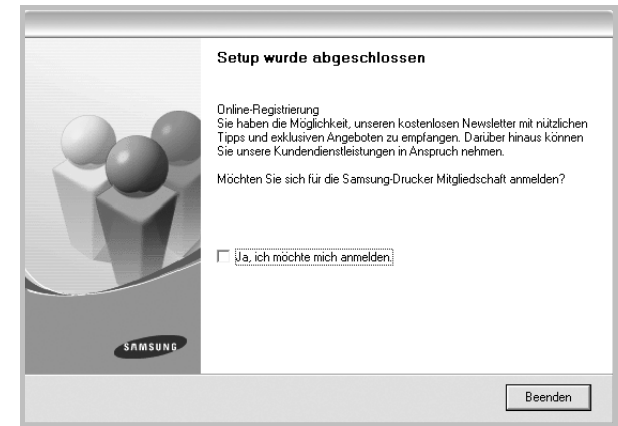 Setup wurde abgeschlossen
Online-Registrierung
Sie haben die Möglichkeit, unseren kostenlosen Newsletter mit nützlichen
Tipps und exklusiven Angeboten zu empfangen. Darüber hinaus können
Sie unsere Kundendienstleistungen in Anspruch nehmen.
Möchten Sie sich für die Samsung-Drucker Mitgliedschaft anmelden?
Ja, ich möchte mich anmelden.
SAMSUNG
Beenden